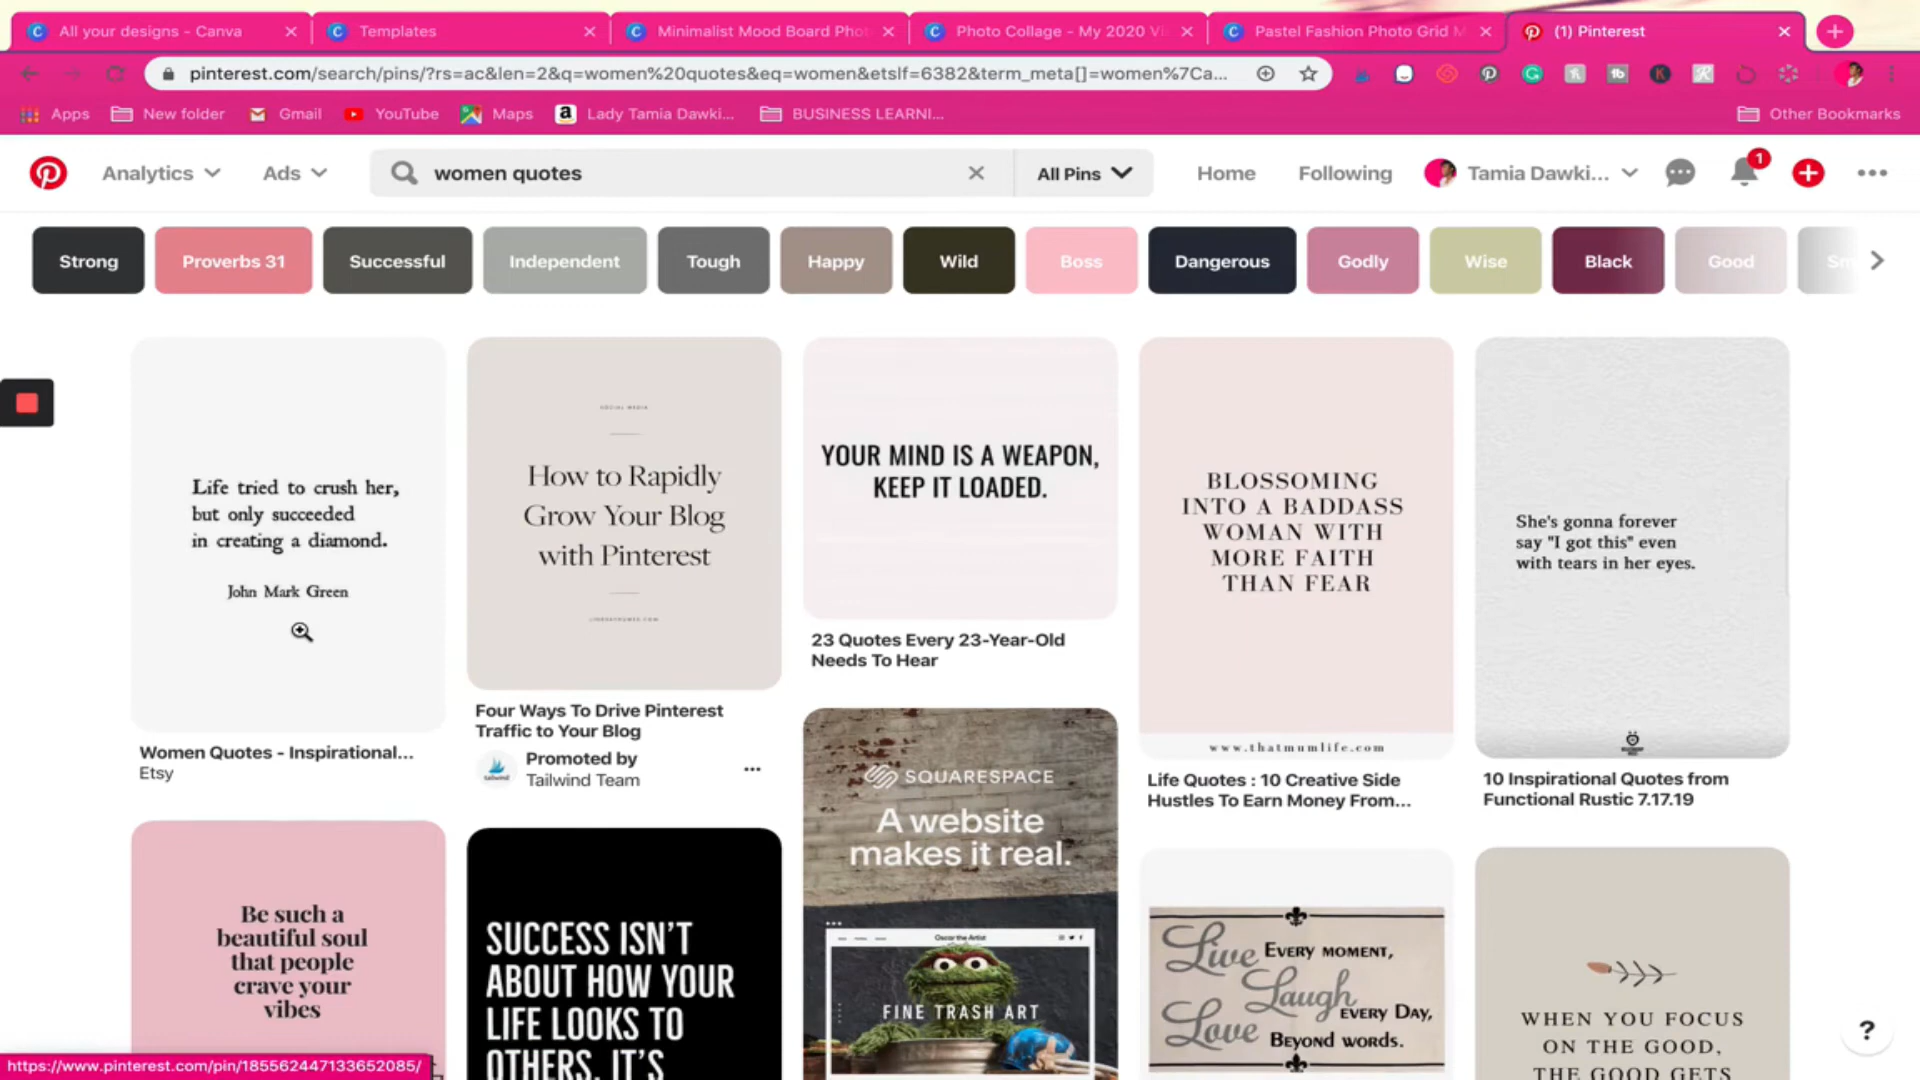 All your designs - Canva
Templates
Minimalist Mood Board Phot
Photo Collage - My 2020 Vi
Pastel Fashion Photo Grid M
(1) Pinterest
pinterest.com/search/pins/?rs=ac&len=2&q=women%20quotes&eq=women&etslf=6382&term_meta[]=women%7Ca...
Apps
New folder
Gmail
YouTube
Maps
Lady Tamia Dawki...
BUSINESS LEARNI...
Other Bookmarks
Analytics
Ads
women quotes
All Pins
Home
Following
Tamia Dawki...
1
Strong
Proverbs 31
Successful
Independent
Tough
Happy
Wild
Boss
Dangerous
Godly
Wise
Black
Good
Life tried to crush her,
but only succeeded
in creating a diamond.
John Mark Green
Women Quotes - Inspirational...
Etsy
Be such a
beautiful soul
that people
crave your
vibes
SOCIAL MEDIA
How to Rapidly
Grow Your Blog
with Pinterest
Four Ways To Drive Pinterest
Traffic to Your Blog
tailwind
Promoted by
Tailwind Team
SUCCESS ISN'T
ABOUT HOW YOUR
LIFE LOOKS TO
OTHERS. IT'S
YOUR MIND IS A WEAPON,
KEEP IT LOADED.
23 Quotes Every 23-Year-Old
Needs To Hear
SQUARESPACE
A website
makes it real.
Oscar the Artist
FINE TRASH ART
BLOSSOMING
INTO A BADDASS
WOMAN WITH
MORE FAITH
THAN FEAR
www.thatmumlife.com
Life Quotes : 10 Creative Side
Hustles To Earn Money From...
Live EVERY MOMENT,
Laugh EVERY DAY,
Love BEYOND WORDS.
She's gonna forever
say "I got this" even
with tears in her eyes.
10 Inspirational Quotes from
Functional Rustic 7.17.19
WHEN YOU FOCUS
ON THE GOOD,
THE GOOD GETS
?
https://www.pinterest.com/pin/185562447133652085/